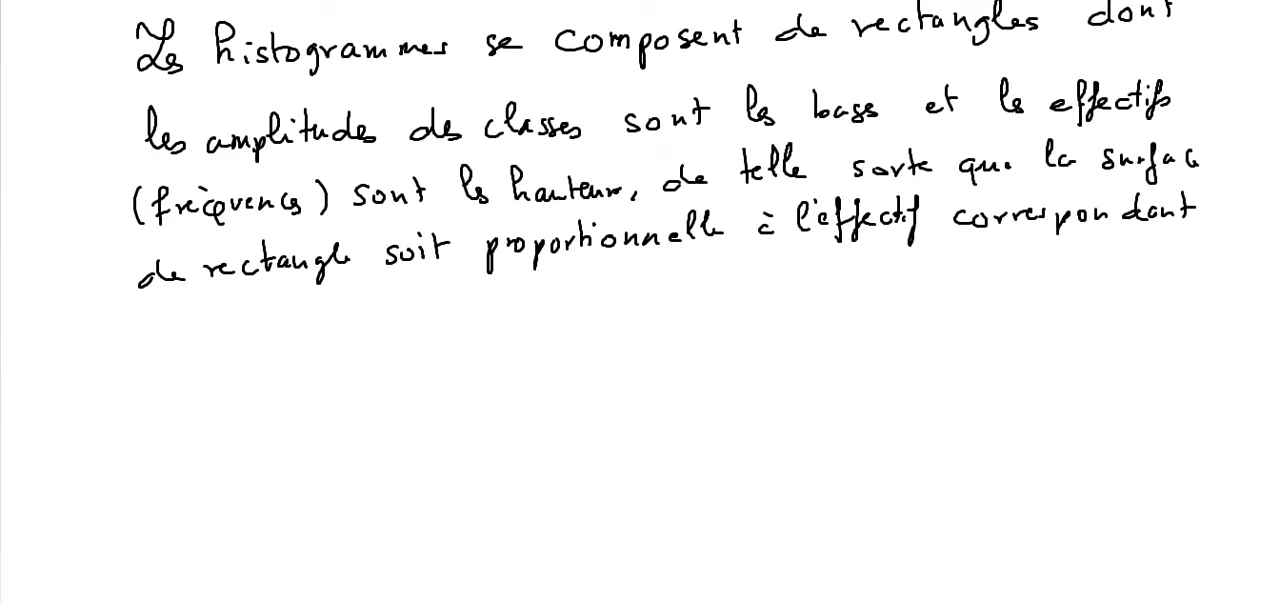 Les histogrammes se composent de rectangles dont
les amplitudes des classes sont les bases et les effectifs
(fréquences) sont les hauteurs, de telle sorte que la surface
de rectangle soit proportionnelle à l'effectif correspondant